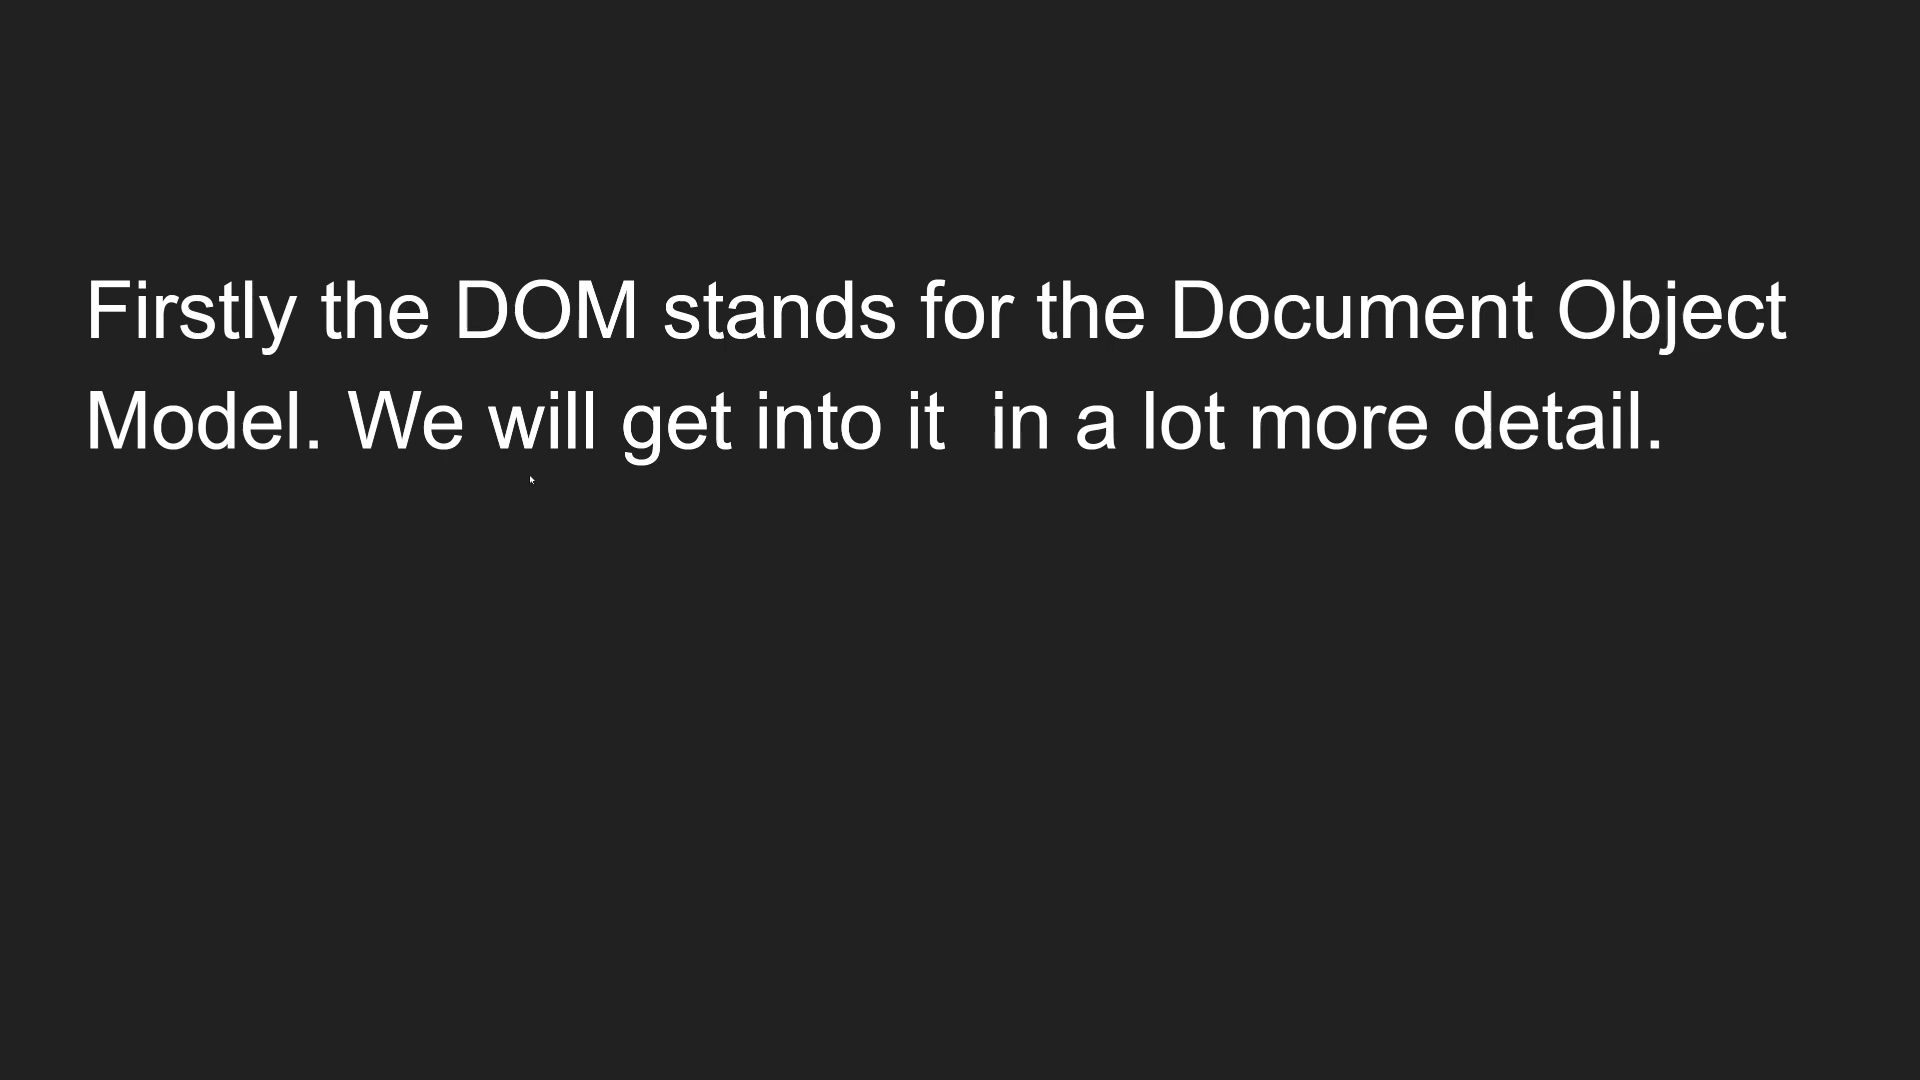 Firstly the DOM stands for the Document Object
Model. We will get into it  in a lot more detail.